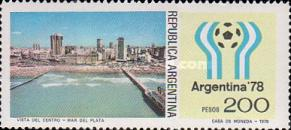 VISTA DEL CENTRO - MAR DEL PLATA
REPUBLICA ARGENTINA
Argentina '78
PESOS 200
CASA DE MONEDA - 1978